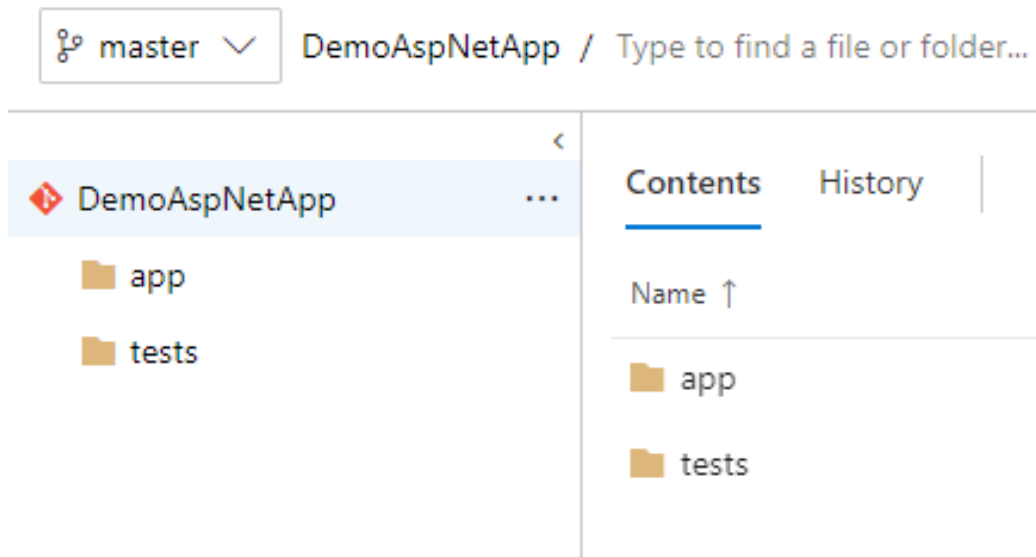 master DemoAspNetApp / Type to find a file or folder...
DemoAspNetApp ...
app
tests
Contents History
Name ↑
app
tests